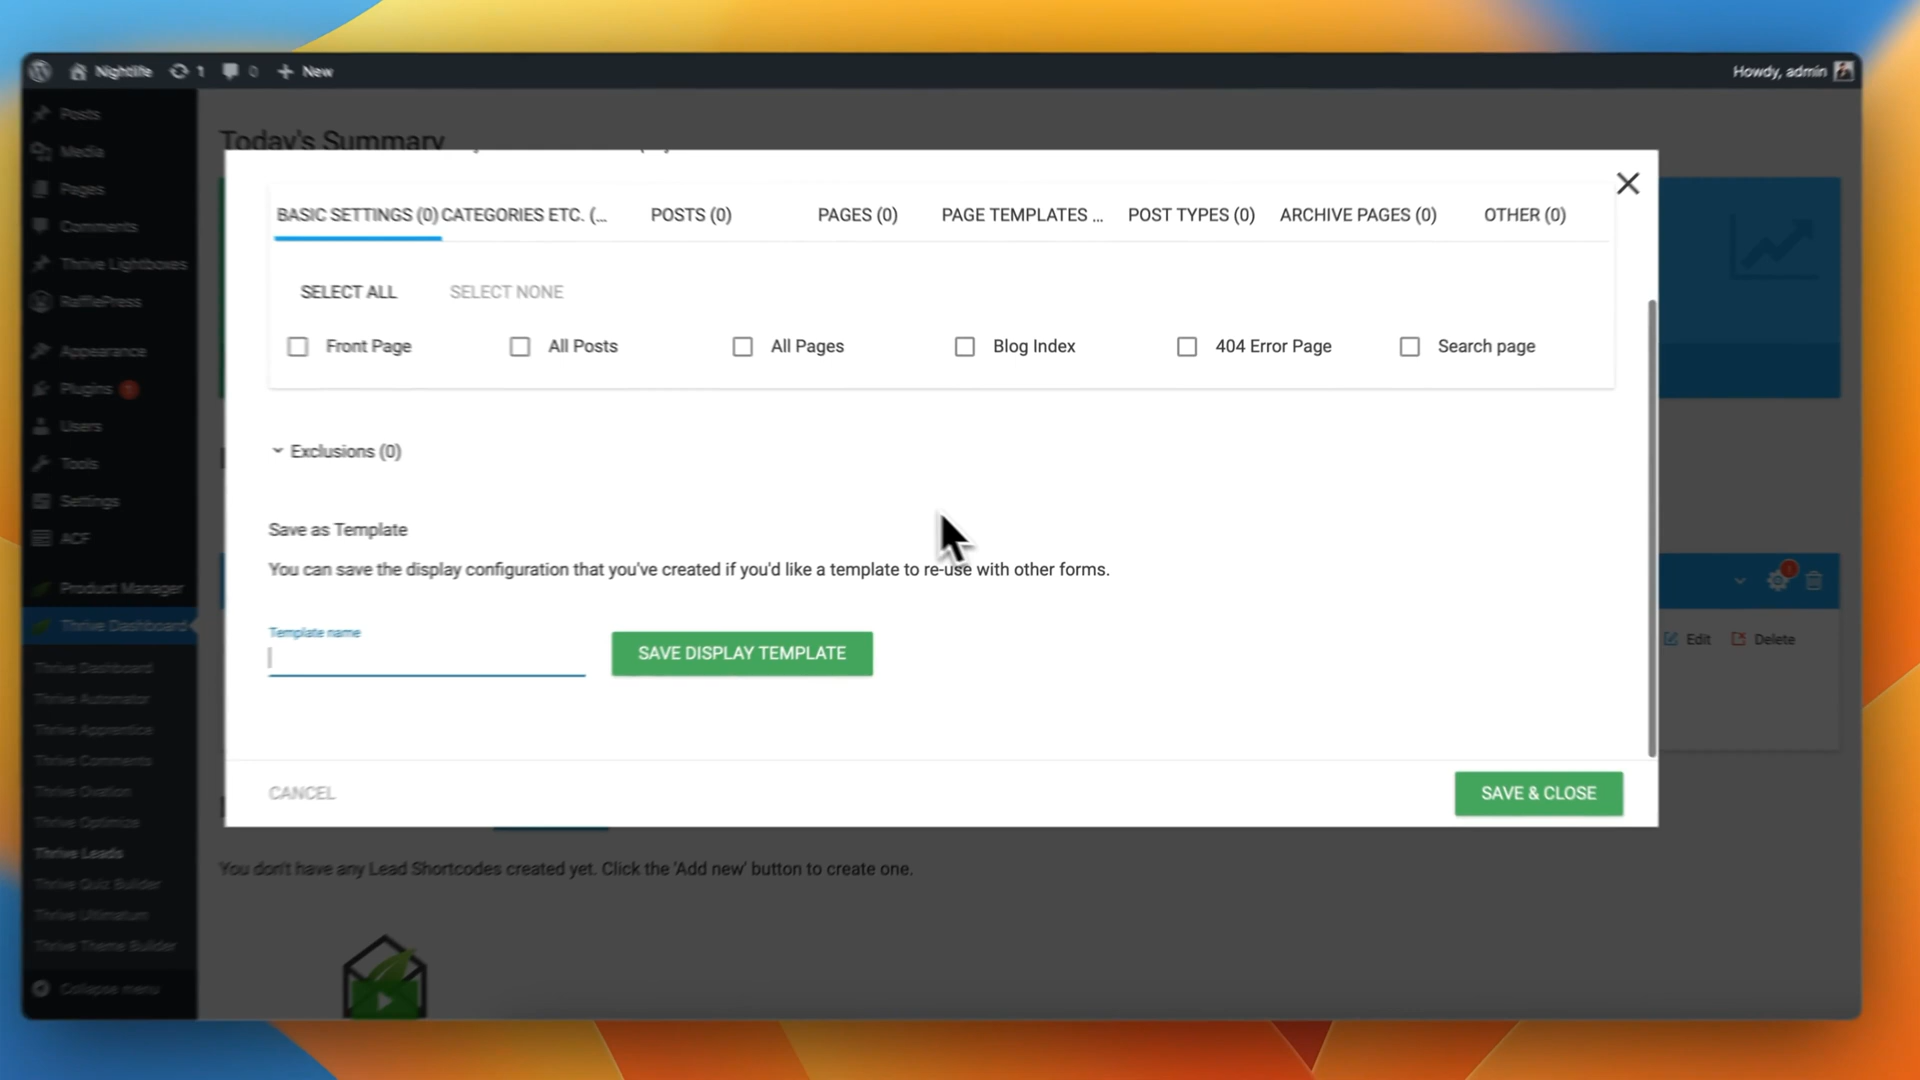 Nightlife 1 0 New
Howdy, admin
Posts
Media
Pages
Comments
Thrive Lightboxes
RafflePress
Appearance
Plugins
Users
Tools
Settings
ACF
Product Manager
Thrive Dashboard
Thrive Dashboard
Thrive Automator
Thrive Apprentice
Thrive Comments
Thrive Ovation
Thrive Optimize
Thrive Leads
Thrive Quiz Builder
Thrive Ultimatum
Thrive Theme Builder
Collapse menu
Today's Summary
BASIC SETTINGS (0) CATEGORIES ETC. (... POSTS (0) PAGES (0) PAGE TEMPLATES ... POST TYPES (0) ARCHIVE PAGES (0) OTHER (0)
SELECT ALL SELECT NONE
Front Page All Posts All Pages Blog Index 404 Error Page Search page
Exclusions (0)
Save as Template
You can save the display configuration that you've created if you'd like a template to re-use with other forms.
Template name
SAVE DISPLAY TEMPLATE
Edit Delete
CANCEL SAVE & CLOSE
You don't have any Lead Shortcodes created yet. Click the 'Add new' button to create one.